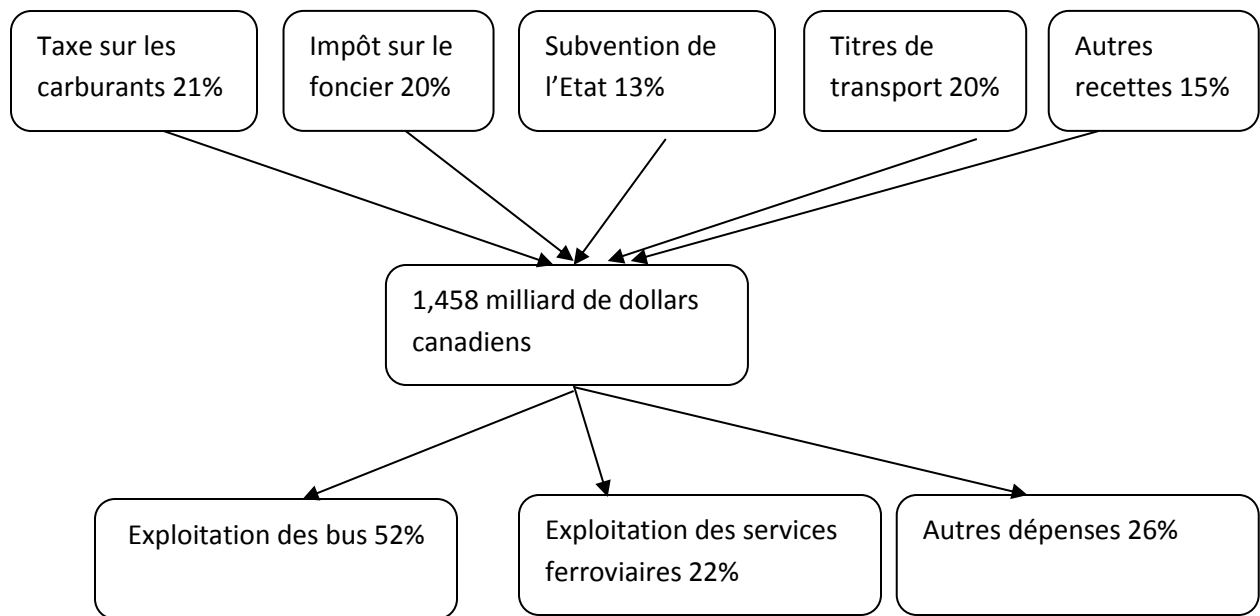 Taxe sur les
carburants 21%
Impôt sur le
foncier 20%
Subvention de
l’Etat 13%
Titres de
transport 20%
Autres
recettes 15%
1,458 milliard de dollars
canadiens
Exploitation des bus 52%
Exploitation des services
ferroviaires 22%
Autres dépenses 26%